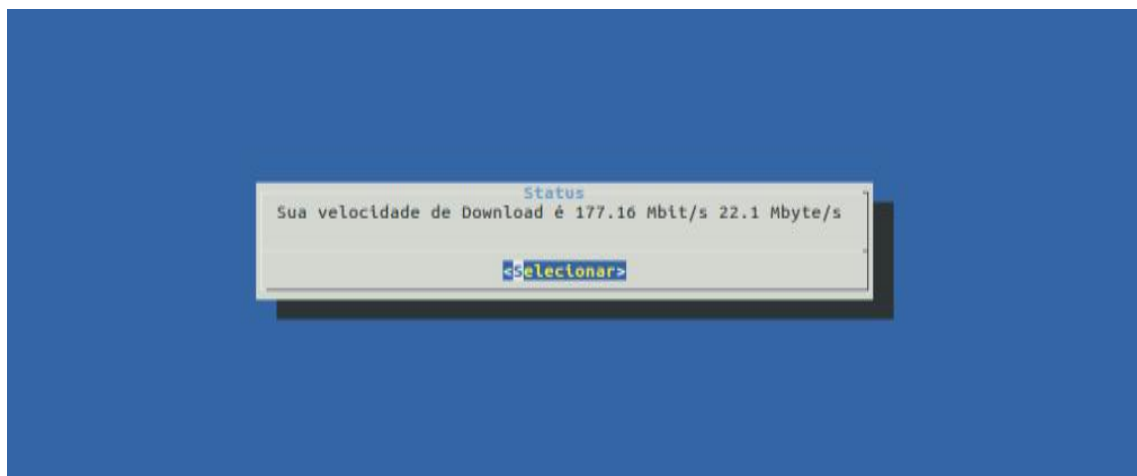 Status
Sua velocidade de Download é 177.16 Mbit/s 22.1 Mbyte/s
<Selecionar>